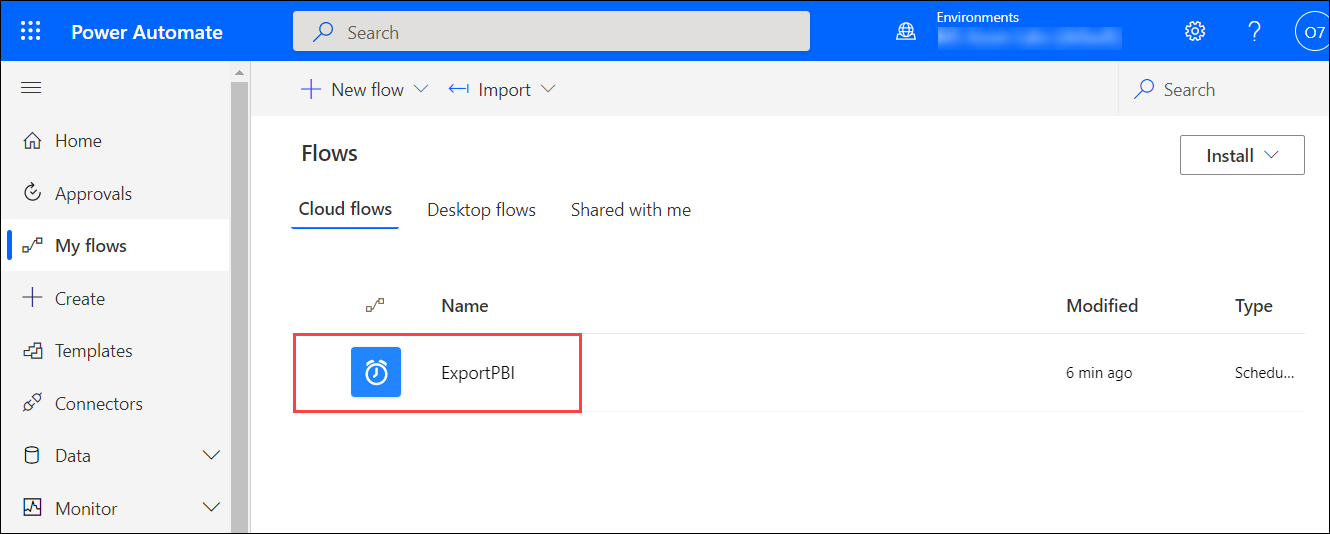 Power Automate
Search
Environments
?
O7
New flow
Import
Search
Home
Approvals
My flows
Create
Templates
Connectors
Data
Monitor
Flows
Install
Cloud flows Desktop flows Shared with me
Name Modified Type
ExportPBI 6 min ago Schedu...